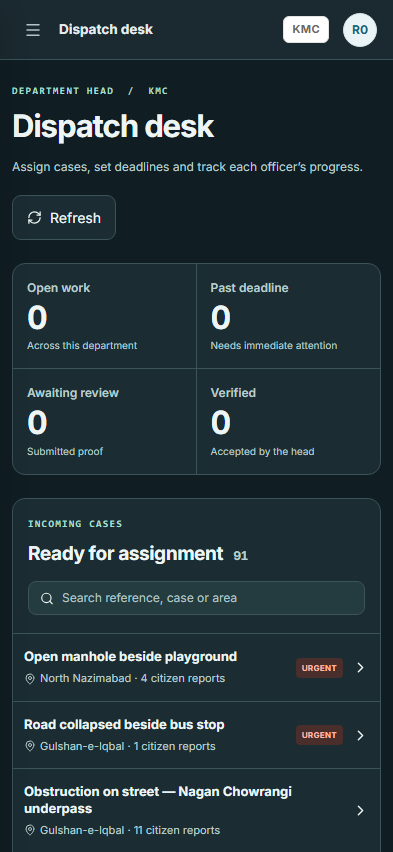 Dispatch desk
KMC
RO
DEPARTMENT HEAD / KMC
Dispatch desk
Assign cases, set deadlines and track each officer’s progress.
Refresh
Open work
0
Across this department
Past deadline
0
Needs immediate attention
Awaiting review
0
Submitted proof
Verified
0
Accepted by the head
INCOMING CASES
Ready for assignment 91
Search reference, case or area
Open manhole beside playground
North Nazimabad · 4 citizen reports
URGENT
Road collapsed beside bus stop
Gulshan-e-Iqbal · 1 citizen reports
URGENT
Obstruction on street — Nagan Chowrangi
underpass
Gulshan-e-Iqbal · 11 citizen reports